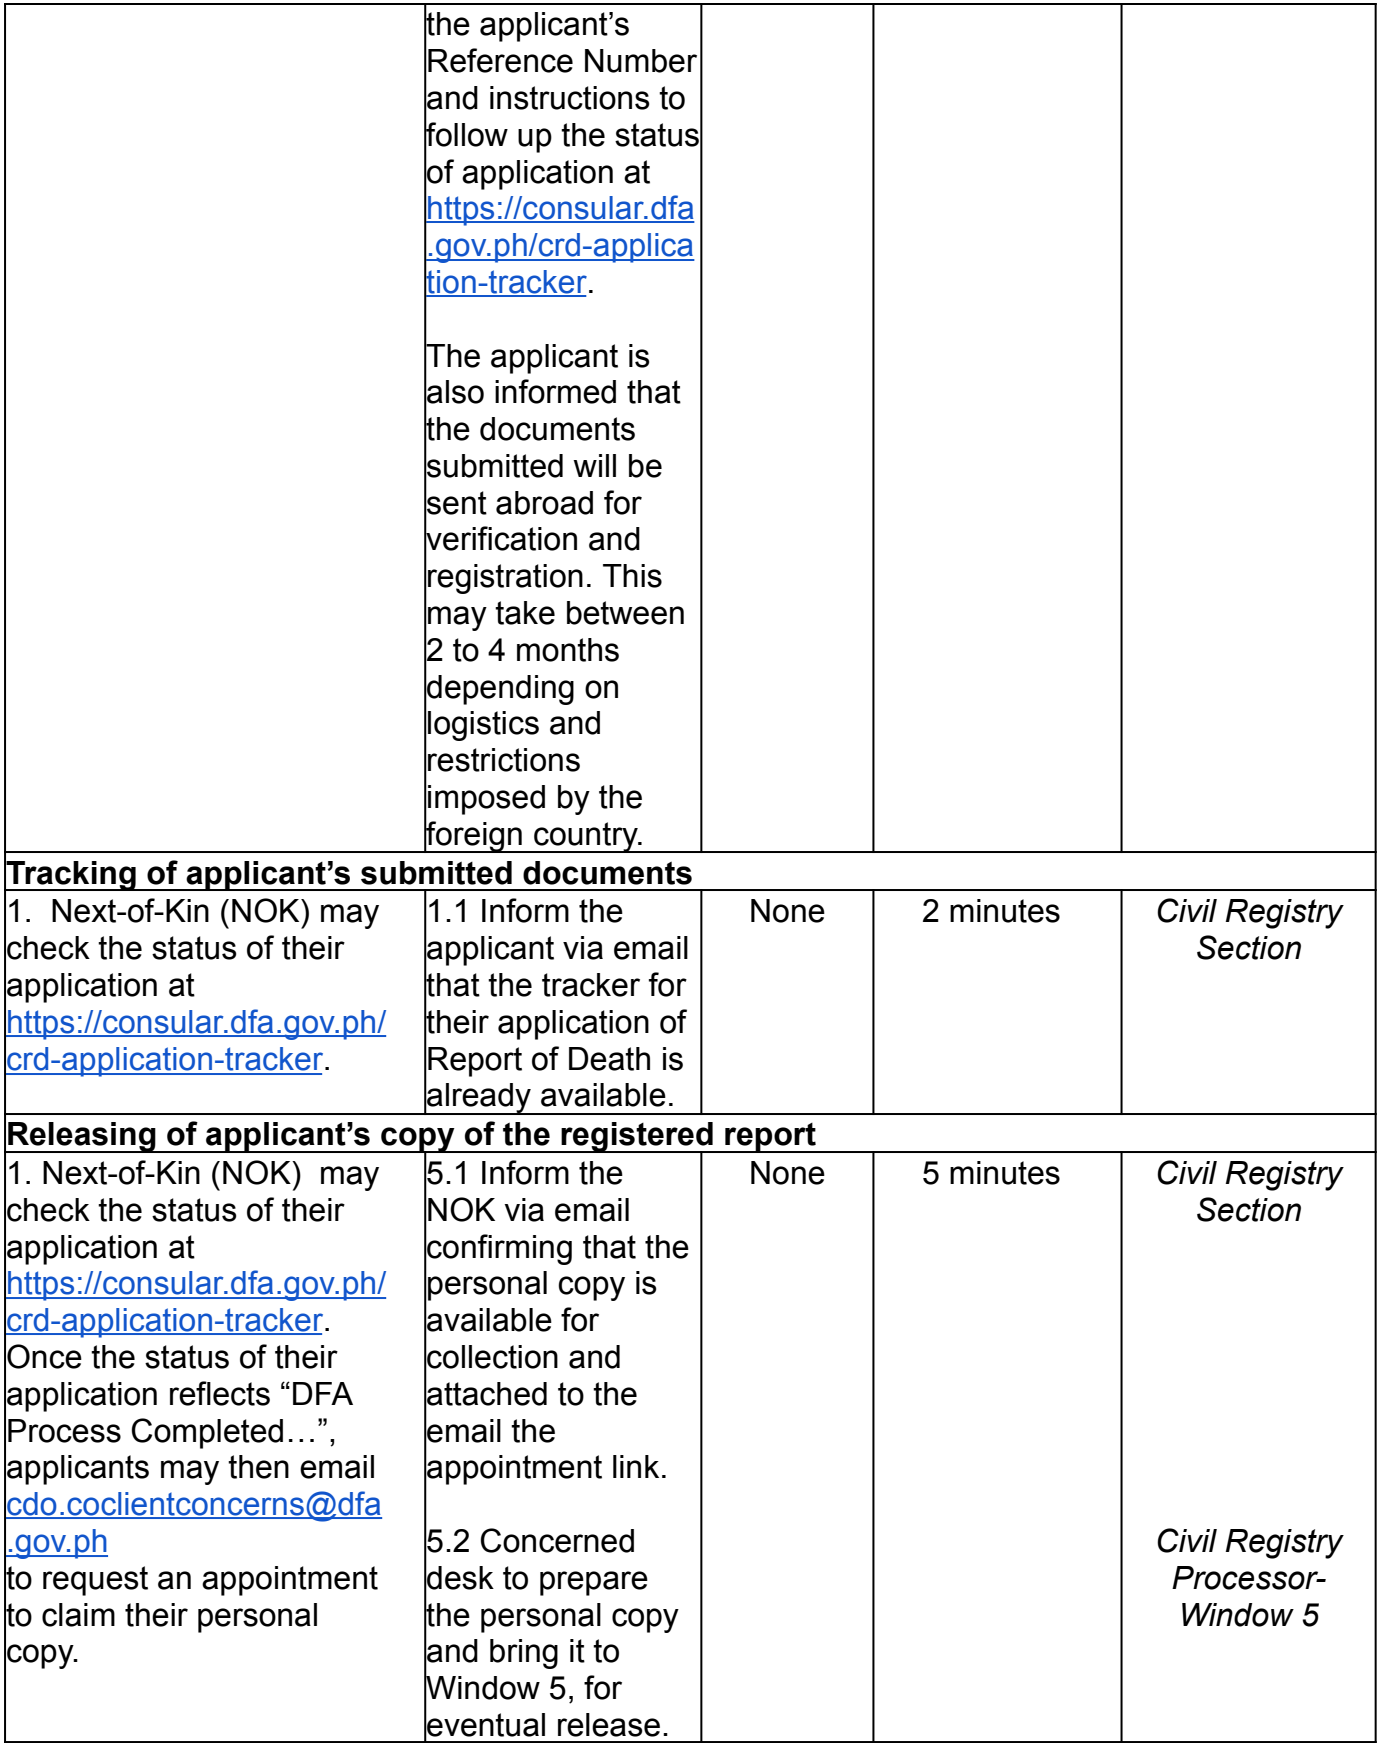 the applicant's
Reference Number
and instructions to
follow up the status
of application at
https://consular.dfa
.gov.ph/crd-applica
tion-tracker.
The applicant is
also informed that
the documents
submitted will be
sent abroad for
verification and
registration. This
may take between
2 to 4 months
depending on
logistics and
restrictions
imposed by the
foreign country.
Tracking of applicant’s submitted documents
1. Next-of-Kin (NOK) may
check the status of their
application at
https://consular.dfa.gov.ph/
crd-application-tracker.
1.1 Inform the
applicant via email
that the tracker for
their application of
Report of Death is
already available.
None
2 minutes
Civil Registry
Section
Releasing of applicant’s copy of the registered report
1. Next-of-Kin (NOK) may
check the status of their
application at
https://consular.dfa.gov.ph/
crd-application-tracker.
Once the status of their
application reflects “DFA
Process Completed…”,
applicants may then email
cdo.coclientconcerns@dfa
.gov.ph
to request an appointment
to claim their personal
copy.
5.1 Inform the
NOK via email
confirming that the
personal copy is
available for
collection and
attached to the
email the
appointment link.
5.2 Concerned
desk to prepare
the personal copy
and bring it to
Window 5, for
eventual release.
None
5 minutes
Civil Registry
Section
Civil Registry
Processor-
Window 5